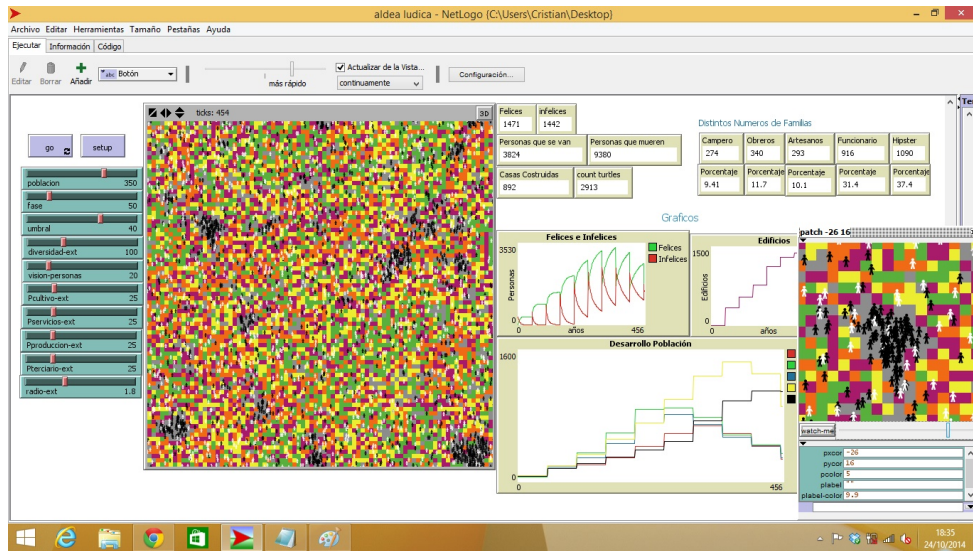 aldea ludica - NetLogo {C:\Users\Cristian\Desktop}
Archivo Editar Herramientas Tamaño Pestañas Ayuda
Ejecutar Información Código
Editar Borrar Añadir
abc Botón
más rápido
Actualizar de la Vista...
continuamente
Configuración...
ticks: 454
3D
go
setup
poblacion 350
fase 50
umbral 40
diversidad-ext 100
vision-personas 20
Pcultivo-ext 25
Pservicios-ext 25
Pproduccion-ext 25
Pterciario-ext 25
radio-ext 1.8
Felices infelices
1471 1442
Personas que se van Personas que mueren
3824 9380
Casas Costruidas count turtles
892 2913
Distintos Numeros de Familias
Campero Obreros Artesanos Funcionario Hipster
274 340 293 916 1090
Porcentaje Porcentaje Porcentaje Porcentaje Porcentaje
9.41 11.7 10.1 31.4 37.4
Graficos
Felices e Infelices
3530
Personas
0
0 años 456
Felices
Infelices
Edificios
1500
Edificios
0
0 años
Desarrollo Población
1600
0
0 456
patch -26 16
watch-me
pxcor -26
pycor 16
pcolor 5
plabel ""
plabel-color 9.9
18:35
24/10/2014